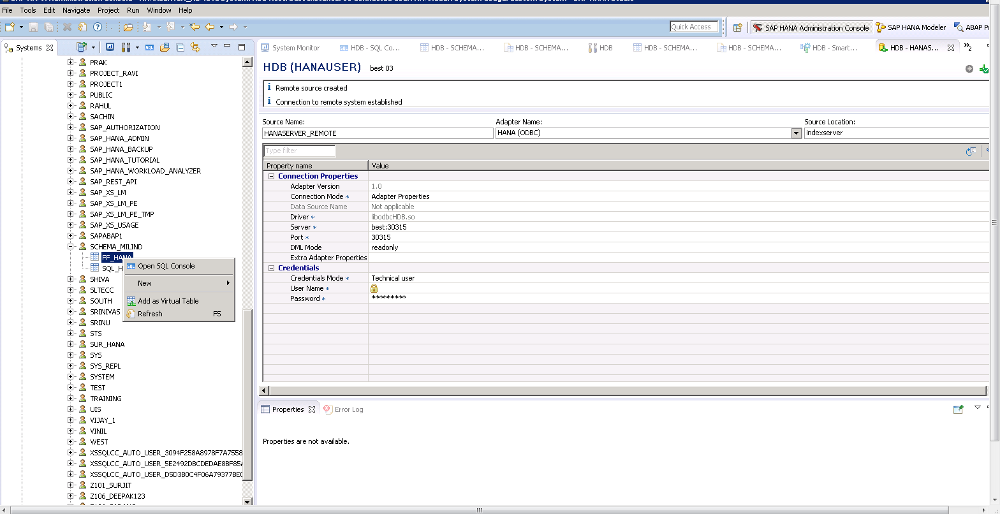 File Tools Edit Navigate Project Run Window Help
Quick Access
SAP HANA Administration Console
SAP HANA Modeler
ABAP
Systems
System Monitor
HDB - SQL Co...
HDB - SCHEMA...
HDB - SCHEMA...
HDB
HDB - SCHEMA...
HDB - SCHEMA...
HDB - Smart...
HDB - HANAS...
»2
PRAK
PROJECT_RAVI
PROJECT1
PUBLIC
RAHUL
SACHIN
SAP_AUTHORIZATION
SAP_HANA_ADMIN
SAP_HANA_BACKUP
SAP_HANA_TUTORIAL
SAP_HANA_WORKLOAD_ANALYZER
SAP_REST_API
SAP_XS_LM
SAP_XS_LM_PE
SAP_XS_LM_PE_TMP
SAP_XS_USAGE
SAPABAP1
SCHEMA_MILIND
FF_HANA
SQL_H
SHIVA
SLTECC
SOUTH
SRINIVAS
SRINU
STS
SUR_HANA
SYS
SYS_REPL
SYSTEM
TEST
TRAINING
UIS
VIJAY_1
VINIL
WEST
XSSQLCC_AUTO_USER_3094F258A8978F7A7558
XSSQLCC_AUTO_USER_5E2492DBCDEDAE8BF85A
XSSQLCC_AUTO_USER_D5D3B0C4F06A79377BE0
Z101_SURJIT
Z106_DEEPAK123
Open SQL Console
New
Add as Virtual Table
Refresh F5
HDB (HANAUSER) best 03
Remote source created
Connection to remote system established
Source Name: Adapter Name: Source Location:
HANASERVER_REMOTE HANA (ODBC) indexserver
Type filter
Property name Value
Connection Properties
Adapter Version 1.0
Connection Mode * Adapter Properties
Data Source Name Not applicable
Driver * libodbcHDB.so
Server * best:30315
Port * 30315
DML Mode readonly
Extra Adapter Properties
Credentials
Credentials Mode * Technical user
User Name *
Password * *********
Properties
Error Log
Properties are not available.